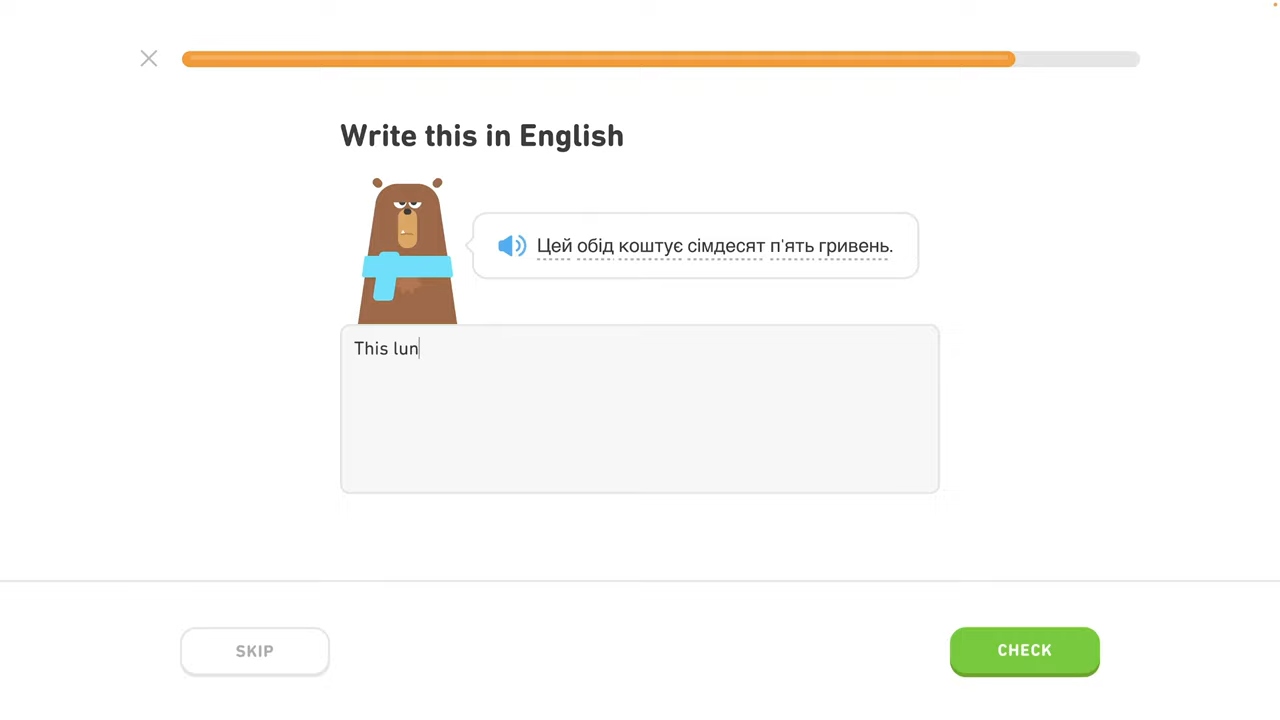 Write this in English
Цей обід коштує сімдесят п'ять гривень.
This lun
SKIP
CHECK